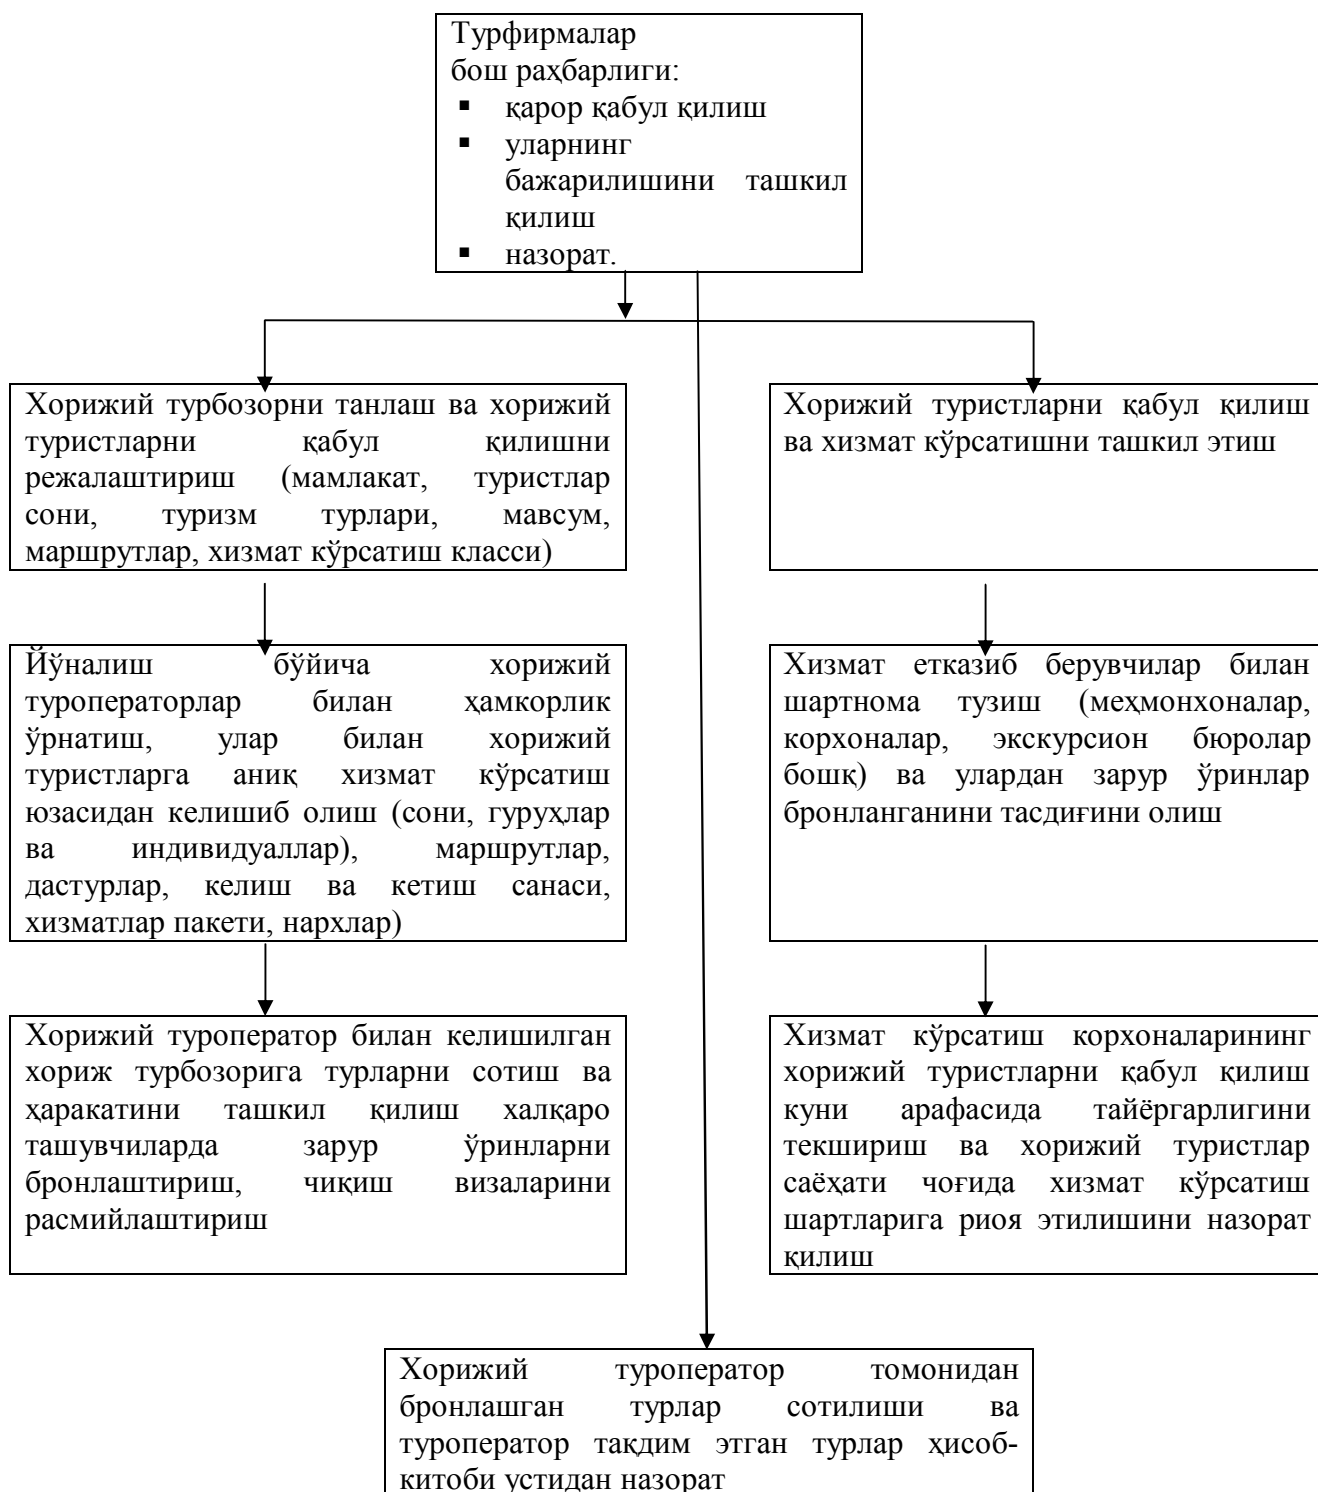 Турфирмалар
бош раҳбарлиги:
▪ қарор қабул қилиш
▪ уларнинг
бажарилишини ташкил
қилиш
▪ назорат.
Хорижий турбозорни танлаш ва хорижий
туристларни қабул қилишни
режалаштириш (мамлакат, туристлар
сони, туризм турлари, мавсум,
маршрутлар, хизмат кўрсатиш класси)
Йўналиш бўйича хорижий
туроператорлар билан ҳамкорлик
ўрнатиш, улар билан хорижий
туристларга аниқ хизмат кўрсатиш
юзасидан келишиб олиш (сони, гуруҳлар
ва индивидуаллар), маршрутлар,
дастурлар, келиш ва кетиш санаси,
хизматлар пакети, нархлар)
Хорижий туроператор билан келишилган
хориж турбозорига турларни сотиш ва
ҳаракатини ташкил қилиш халқаро
ташувчиларда зарур ўринларни
бронлаштириш, чиқиш визаларини
расмийлаштириш
Хорижий туристларни қабул қилиш
ва хизмат кўрсатишни ташкил этиш
Хизмат етказиб берувчилар билан
шартнома тузиш (меҳмонхоналар,
корхоналар, экскурсион бюролар
бошқ) ва улардан зарур ўринлар
бронланганини тасдиғини олиш
Хизмат кўрсатиш корхоналарининг
хорижий туристларни қабул қилиш
куни арафасида тайёргарлигини
текшириш ва хорижий туристлар
саёҳати чоғида хизмат кўрсатиш
шартларига риоя этилишини назорат
қилиш
Хорижий туроператор томонидан
бронлашган турлар сотилиши ва
туроператор тақдим этган турлар ҳисоб-
китоби устидан назорат